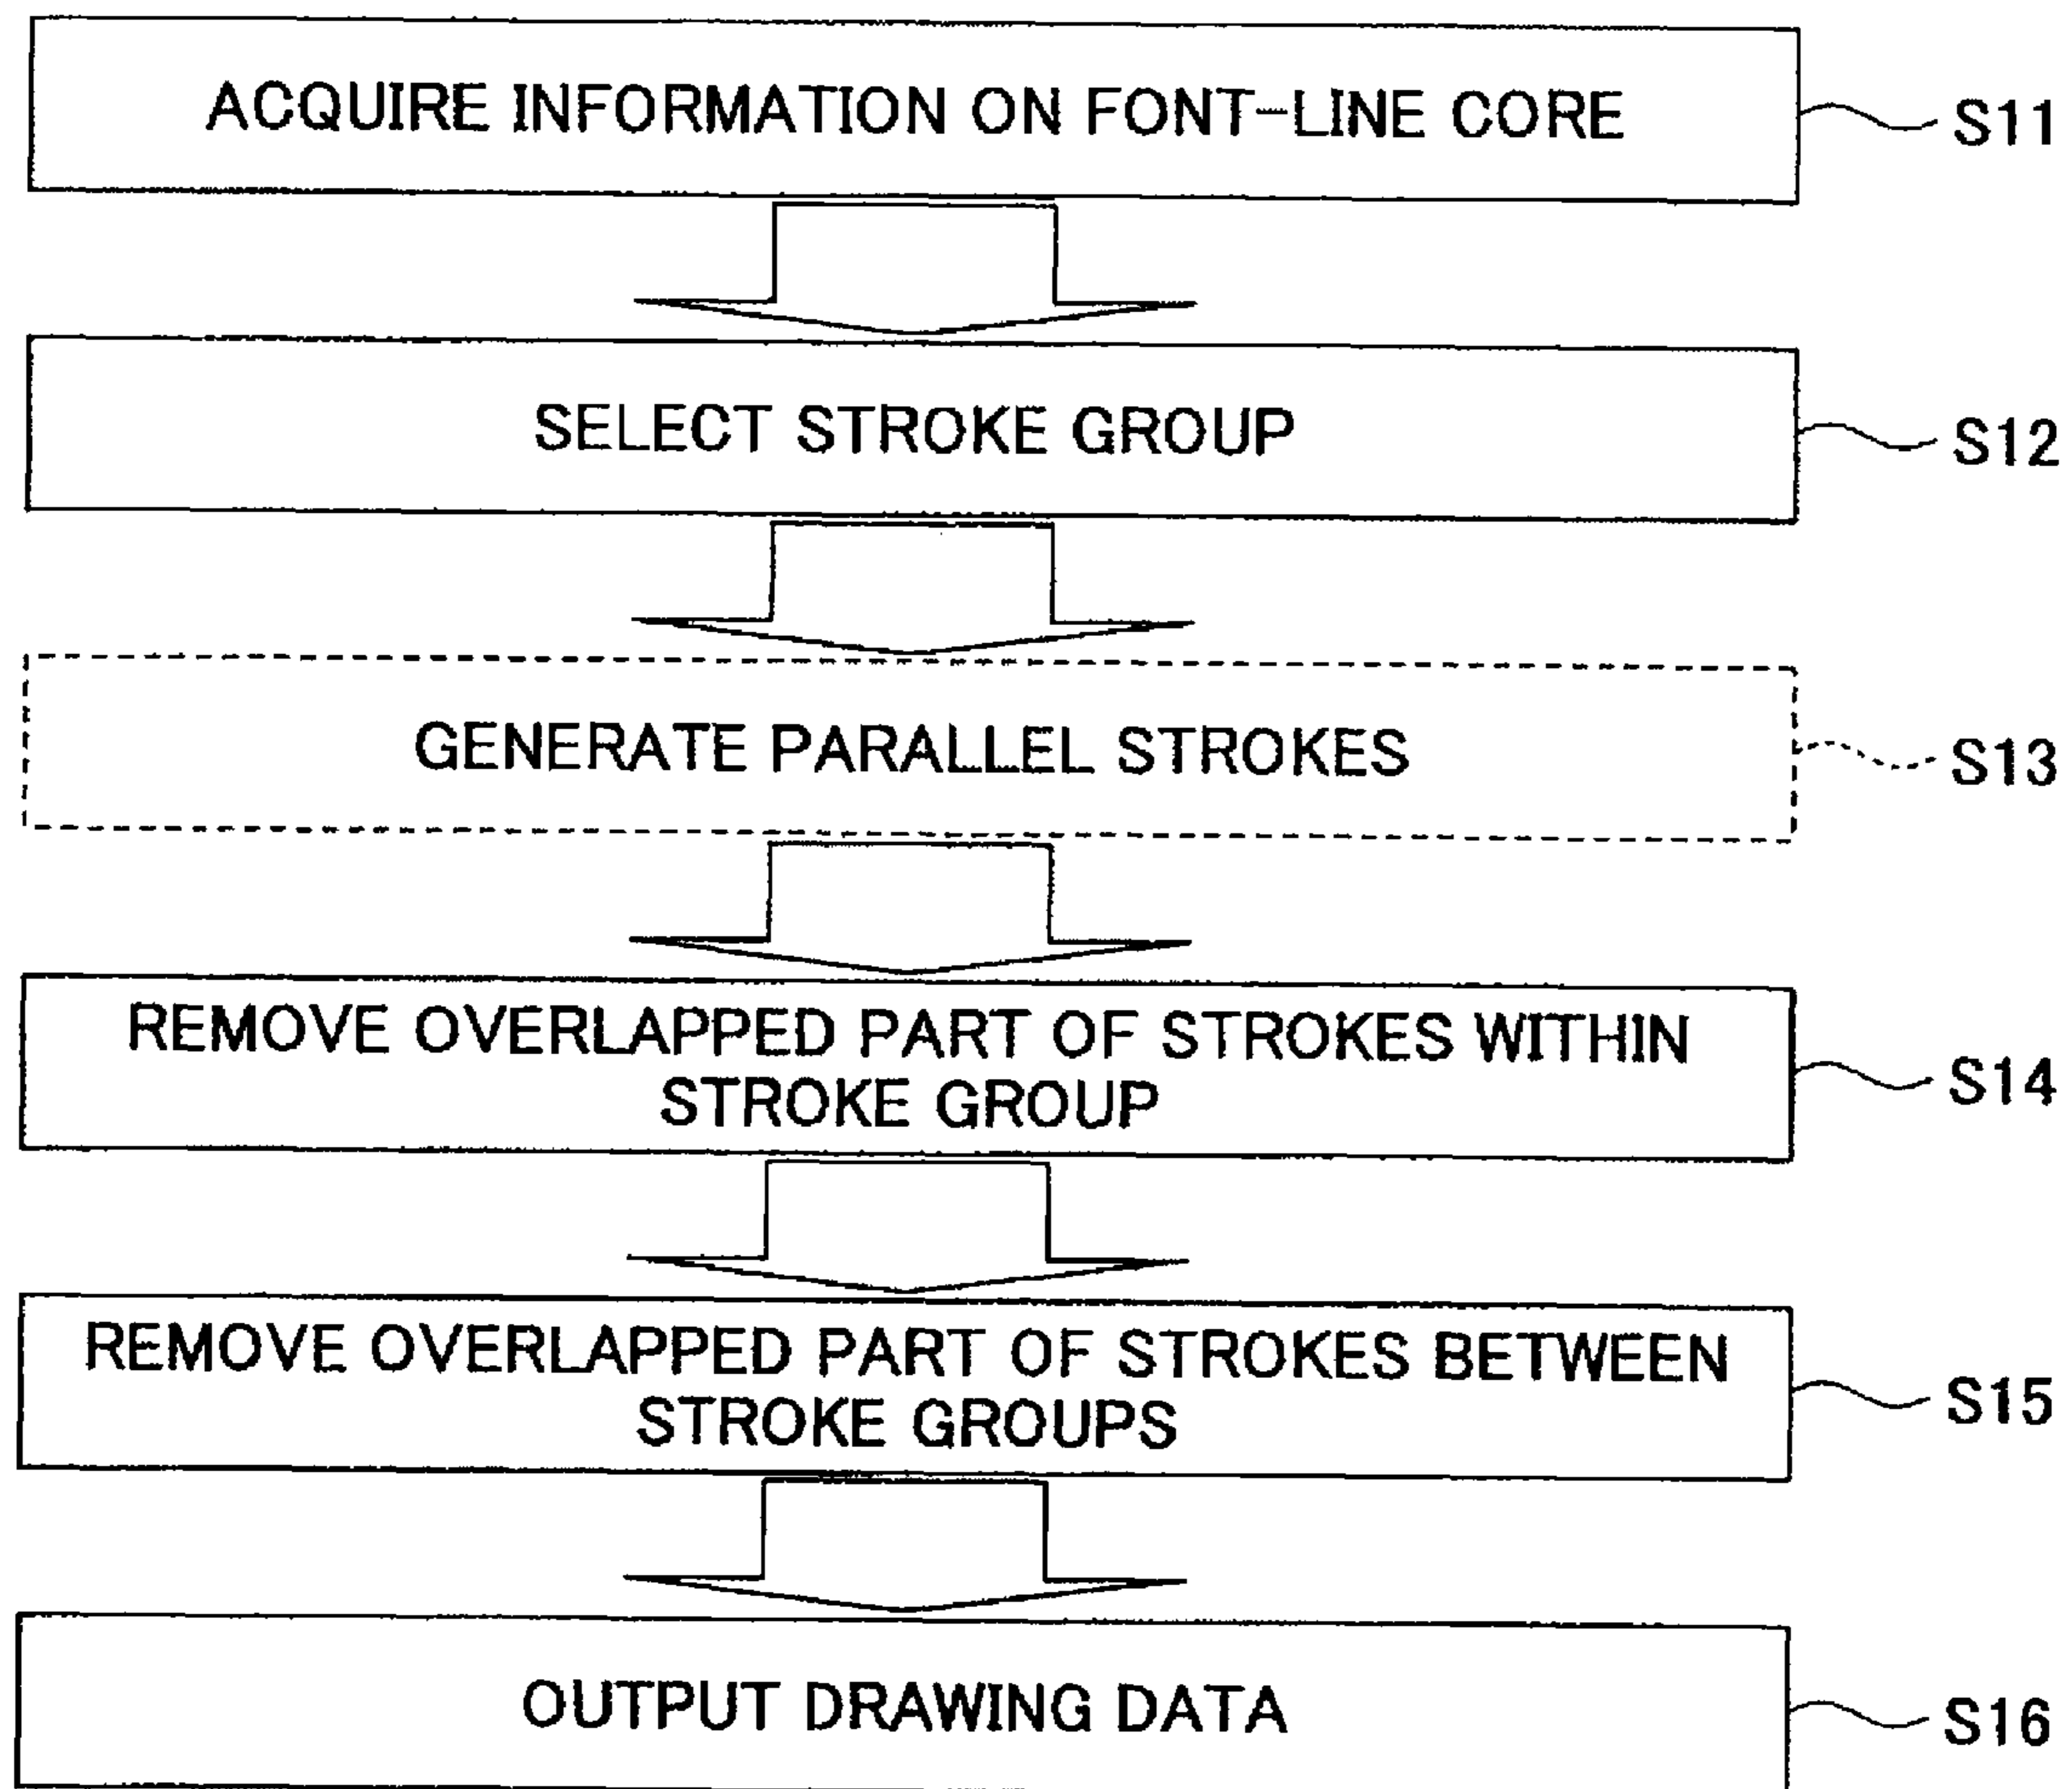 ACQUIRE INFORMATION ON FONT-LINE CORE
S11
SELECT STROKE GROUP
S12
GENERATE PARALLEL STROKES
S13
REMOVE OVERLAPPED PART OF STROKES WITHIN
STROKE GROUP
S14
REMOVE OVERLAPPED PART OF STROKES BETWEEN
STROKE GROUPS
S15
OUTPUT DRAWING DATA
S16